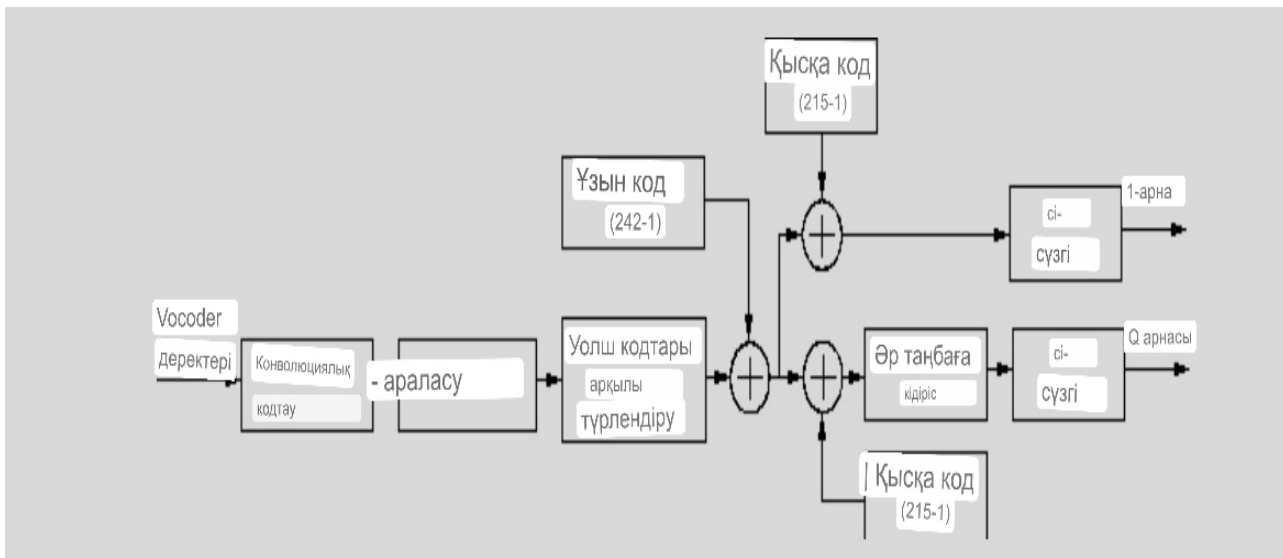 Қысқа код
(215-1)
Ұзын код
(242-1)
1-арна
сі-
сүзгі
Vocoder
деректері
Конволюциялық
кодтау
- араласу
Уолш кодтары
арқылы
түрлендіру
Әр таңбаға
кідіріс
сі-
сүзгі
Q арнасы
| Қысқа код
(215-1)